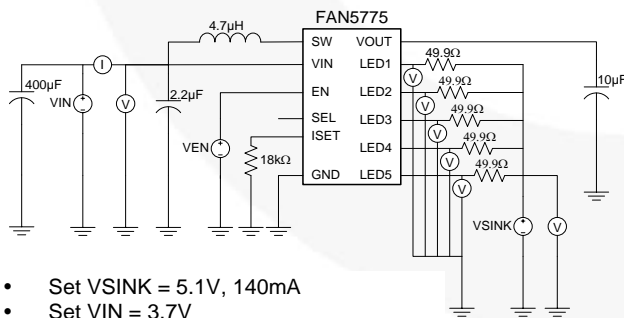 FAN5775
4.7µH
SW VOUT
49.9Ω
VIN LED1
I
400µF
VIN
V
2.2µF
EN LED2
49.9Ω
V
10µF
V
SEL LED3
49.9Ω
V
ISET
VEN
18kΩ
LED4
49.9Ω
V
GND LED5
49.9Ω
V
VSINK
V
• Set VSINK = 5.1V, 140mA
• Set VIN = 3.7V